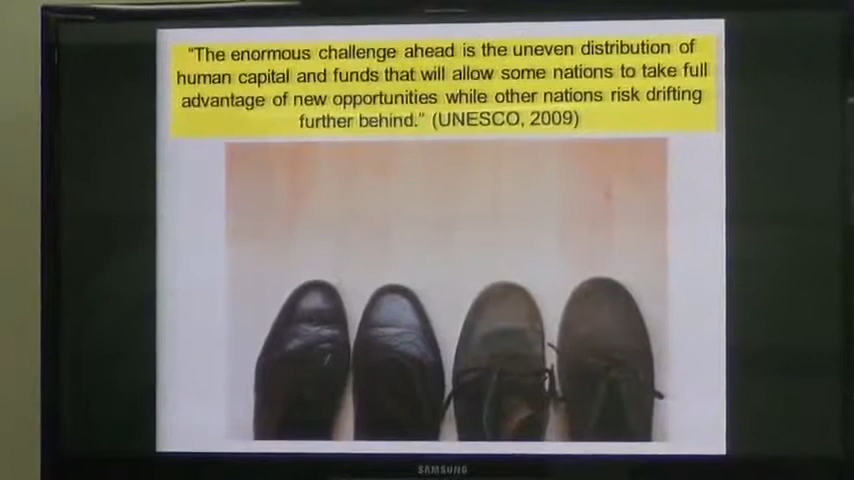 "The enormous challenge ahead is the uneven distribution of
human capital and funds that will allow some nations to take full
advantage of new opportunities while other nations risk drifting
further behind." (UNESCO, 2009)
SAMSUNG